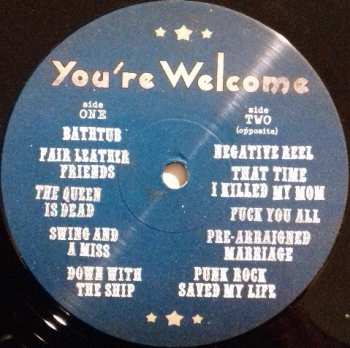 You're Welcome
side
ONE
BATHTUB
FAIR LEATHER
FRIENDS
THE QUEEN
IS DEAD
SWING AND
A MISS
DOWN WITH
THE SHIP
side
TWO
(opposite)
NEGATIVE REEL
THAT TIME
I KILLED MY MOM
FUCK YOU ALL
PRE-ARRAIGNED
MARRIAGE
PUNK ROCK
SAVED MY LIFE